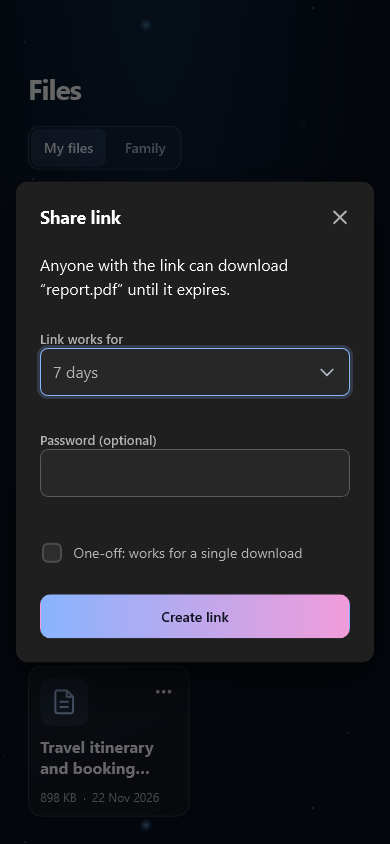 Files
My files Family
Share link
Anyone with the link can download
“report.pdf” until it expires.
Link works for
7 days
Password (optional)
One-off: works for a single download
Create link
Travel itinerary
and booking...
898 KB · 22 Nov 2026